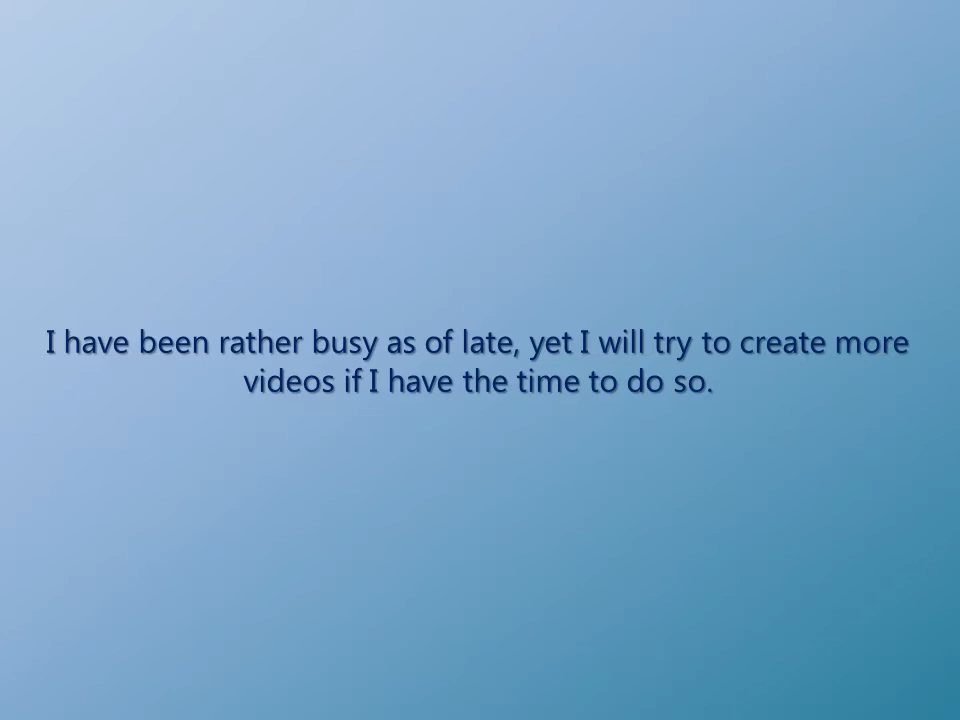 I have been rather busy as of late, yet I will try to create more
videos if I have the time to do so.